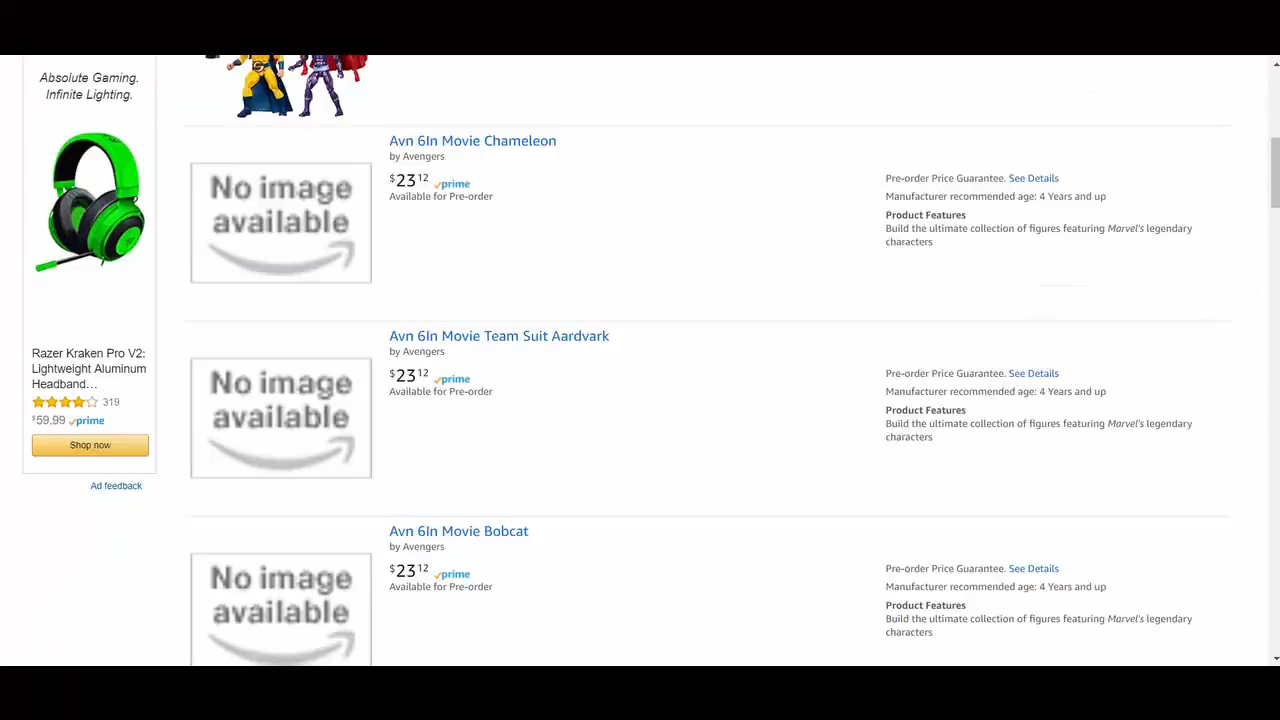 Absolute Gaming.
Infinite Lighting.
Razer Kraken Pro V2:
Lightweight Aluminum
Headband…
319
$59.99 prime
Shop now
Ad feedback
Avn 6In Movie Chameleon
by Avengers
No image
available
$23 12 prime
Available for Pre-order
Pre-order Price Guarantee. See Details
Manufacturer recommended age: 4 Years and up
Product Features
Build the ultimate collection of figures featuring Marvel's legendary
characters
Avn 6In Movie Team Suit Aardvark
by Avengers
No image
available
$23 12 prime
Available for Pre-order
Pre-order Price Guarantee. See Details
Manufacturer recommended age: 4 Years and up
Product Features
Build the ultimate collection of figures featuring Marvel's legendary
characters
Avn 6In Movie Bobcat
by Avengers
No image
available
$23 12 prime
Available for Pre-order
Pre-order Price Guarantee. See Details
Manufacturer recommended age: 4 Years and up
Product Features
Build the ultimate collection of figures featuring Marvel's legendary
characters